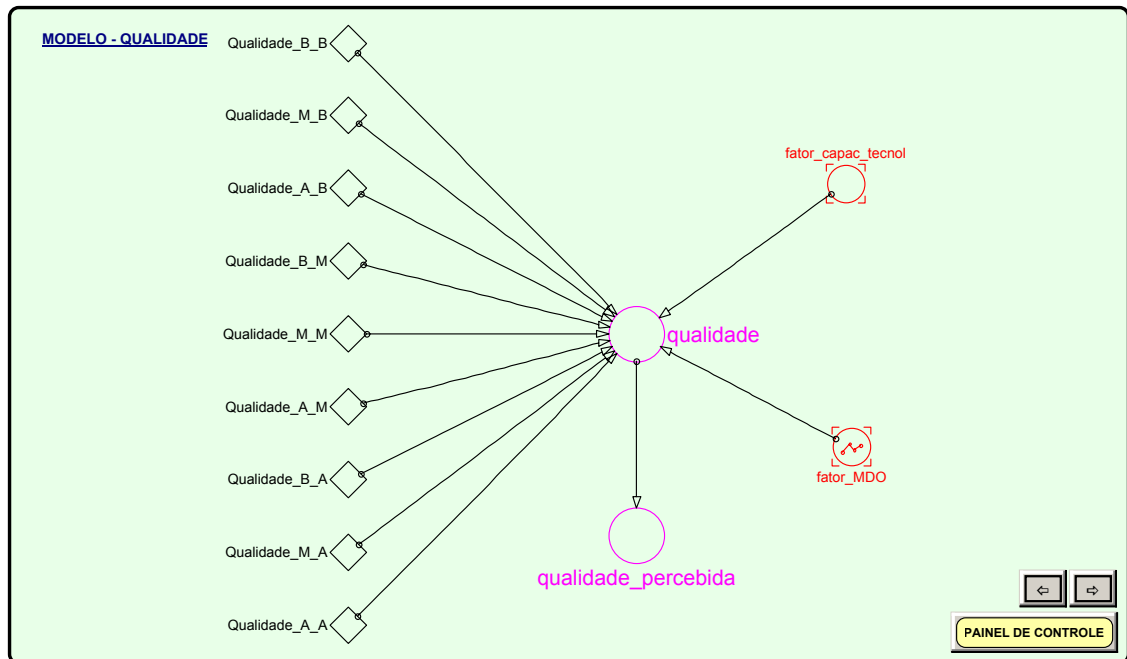 MODELO - QUALIDADE
Qualidade_B_B
Qualidade_M_B
fator_capac_tecnol
Qualidade_A_B
Qualidade_B_M
Qualidade_M_M
qualidade
Qualidade_A_M
Qualidade_B_A
fator_MDO
Qualidade_M_A
qualidade_percebida
Qualidade_A_A
PAINEL DE CONTROLE